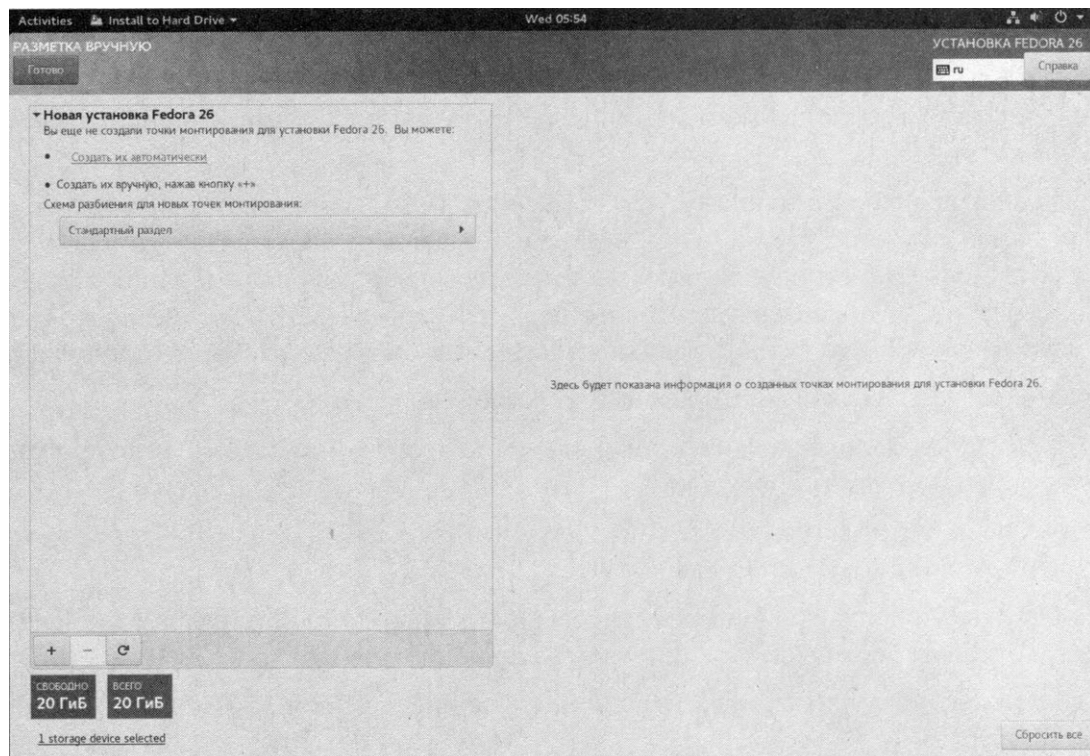 Activities Install to Hard Drive Wed 05:54
РАЗМЕТКА ВРУЧНУЮ
УСТАНОВКА FEDORA 26
Готово
ru
Справка
Новая установка Fedora 26
Вы еще не создали точки монтирования для установки Fedora 26. Вы можете:
• Создать их автоматически
• Создать их вручную, нажав кнопку «+»
Схема разбиения для новых точек монтирования:
Стандартный раздел
Здесь будет показана информация о созданных точках монтирования для установки Fedora 26.
+ −
СВОБОДНО
20 ГиБ
ВСЕГО
20 ГиБ
1 storage device selected
Сбросить все